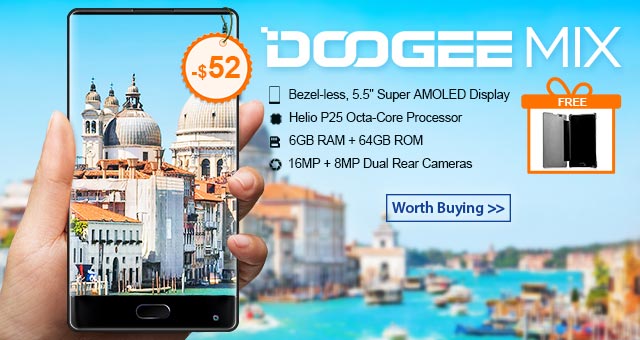 DOOGEE MIX
-$52
Bezel-less, 5.5" Super AMOLED Display
FREE
Helio P25 Octa-Core Processor
6GB RAM + 64GB ROM
16MP + 8MP Dual Rear Cameras
Worth Buying >>